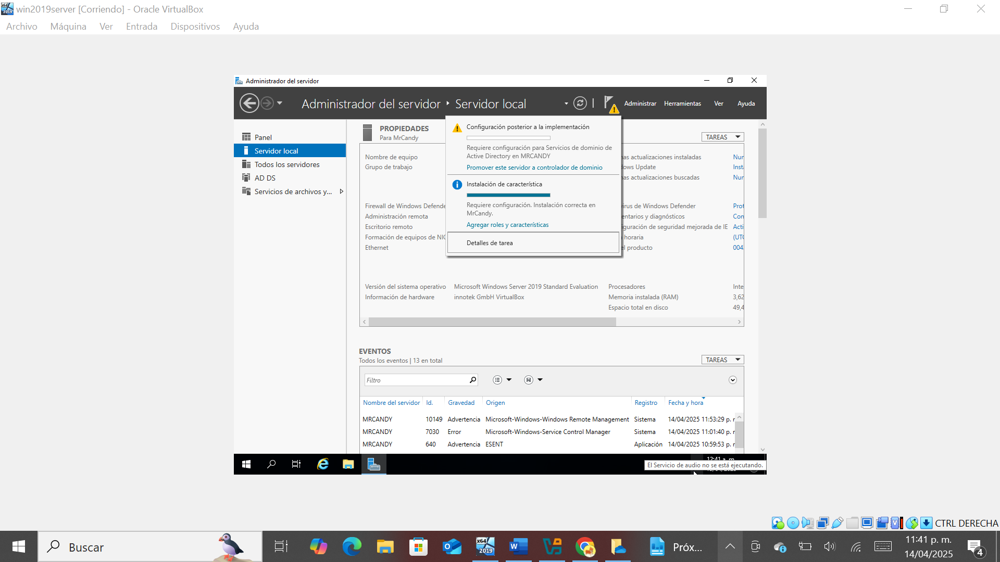 win2019server [Corriendo] - Oracle VirtualBox
Archivo Máquina Ver Entrada Dispositivos Ayuda
Administrador del servidor
Administrador del servidor Servidor local
Administrar Herramientas Ver Ayuda
Panel
Servidor local
Todos los servidores
AD DS
Servicios de archivos y...
PROPIEDADES
Para MrCandy
TAREAS
Nombre de equipo
Grupo de trabajo
Firewall de Windows Defende
Administración remota
Escritorio remoto
Formación de equipos de NIC
Ethernet
Configuración posterior a la implementación
Requiere configuración para Servicios de dominio de
Active Directory en MRCANDY
Promover este servidor a controlador de dominio
Instalación de característica
Requiere configuración. Instalación correcta en
MrCandy.
Agregar roles y características
Detalles de tarea
as actualizaciones instaladas Nun
ows Update Inst
as actualizaciones buscadas Nun
irus de Windows Defender Prot
entarios y diagnósticos Con
iguración de seguridad mejorada de IE Acti
horaria (UTC
el producto 004
Versión del sistema operativo Microsoft Windows Server 2019 Standard Evaluation Procesadores Inte
Información de hardware innotek GmbH VirtualBox Memoria instalada (RAM) 3,62
Espacio total en disco 49,4
EVENTOS
Todos los eventos | 13 en total
TAREAS
Filtro
Nombre del servidor Id. Gravedad Origen Registro Fecha y hora
MRCANDY 10149 Advertencia Microsoft-Windows-Windows Remote Management Sistema 14/04/2025 11:53:29 p. r
MRCANDY 7030 Error Microsoft-Windows-Service Control Manager Sistema 14/04/2025 11:01:40 p. r
MRCANDY 640 Advertencia ESENT Aplicación 14/04/2025 10:59:53 p. r
12:41 a. m.
El Servicio de audio no se está ejecutando.
CTRL DERECHA
Buscar
x64
2019
Próx...
11:41 p. m.
14/04/2025
4